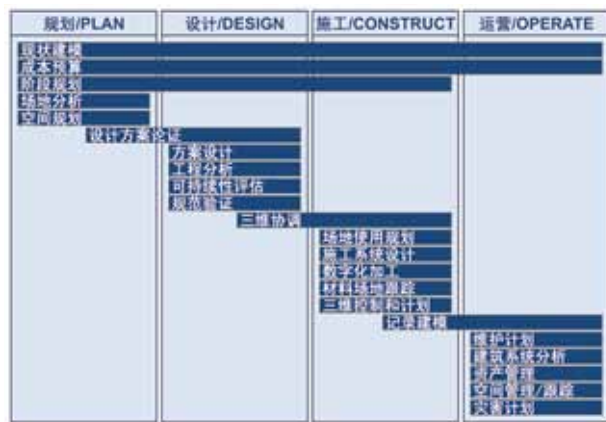 规划/PLAN
设计/DESIGN
施工/CONSTRUCT
运营/OPERATE
现状建模
成本预算
阶段规划
场地分析
空间规划
设计方案论证
方案设计
工程分析
可持续性评估
规范验证
三维协调
场地使用规划
施工系统设计
数字化加工
材料场地跟踪
三维控制和计划
记录建模
维护计划
建筑系统分析
资产管理
空间管理/跟踪
灾害计划